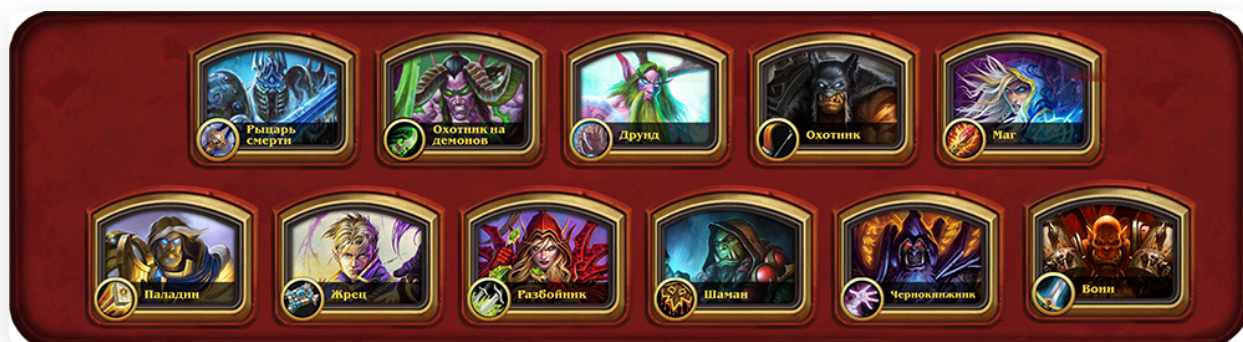 Рыцарь
смерти
Охотник на
демонов
Друид
Охотник
Маг
Паладин
Жрец
Разбойник
Шаман
Чернокнижник
Воин